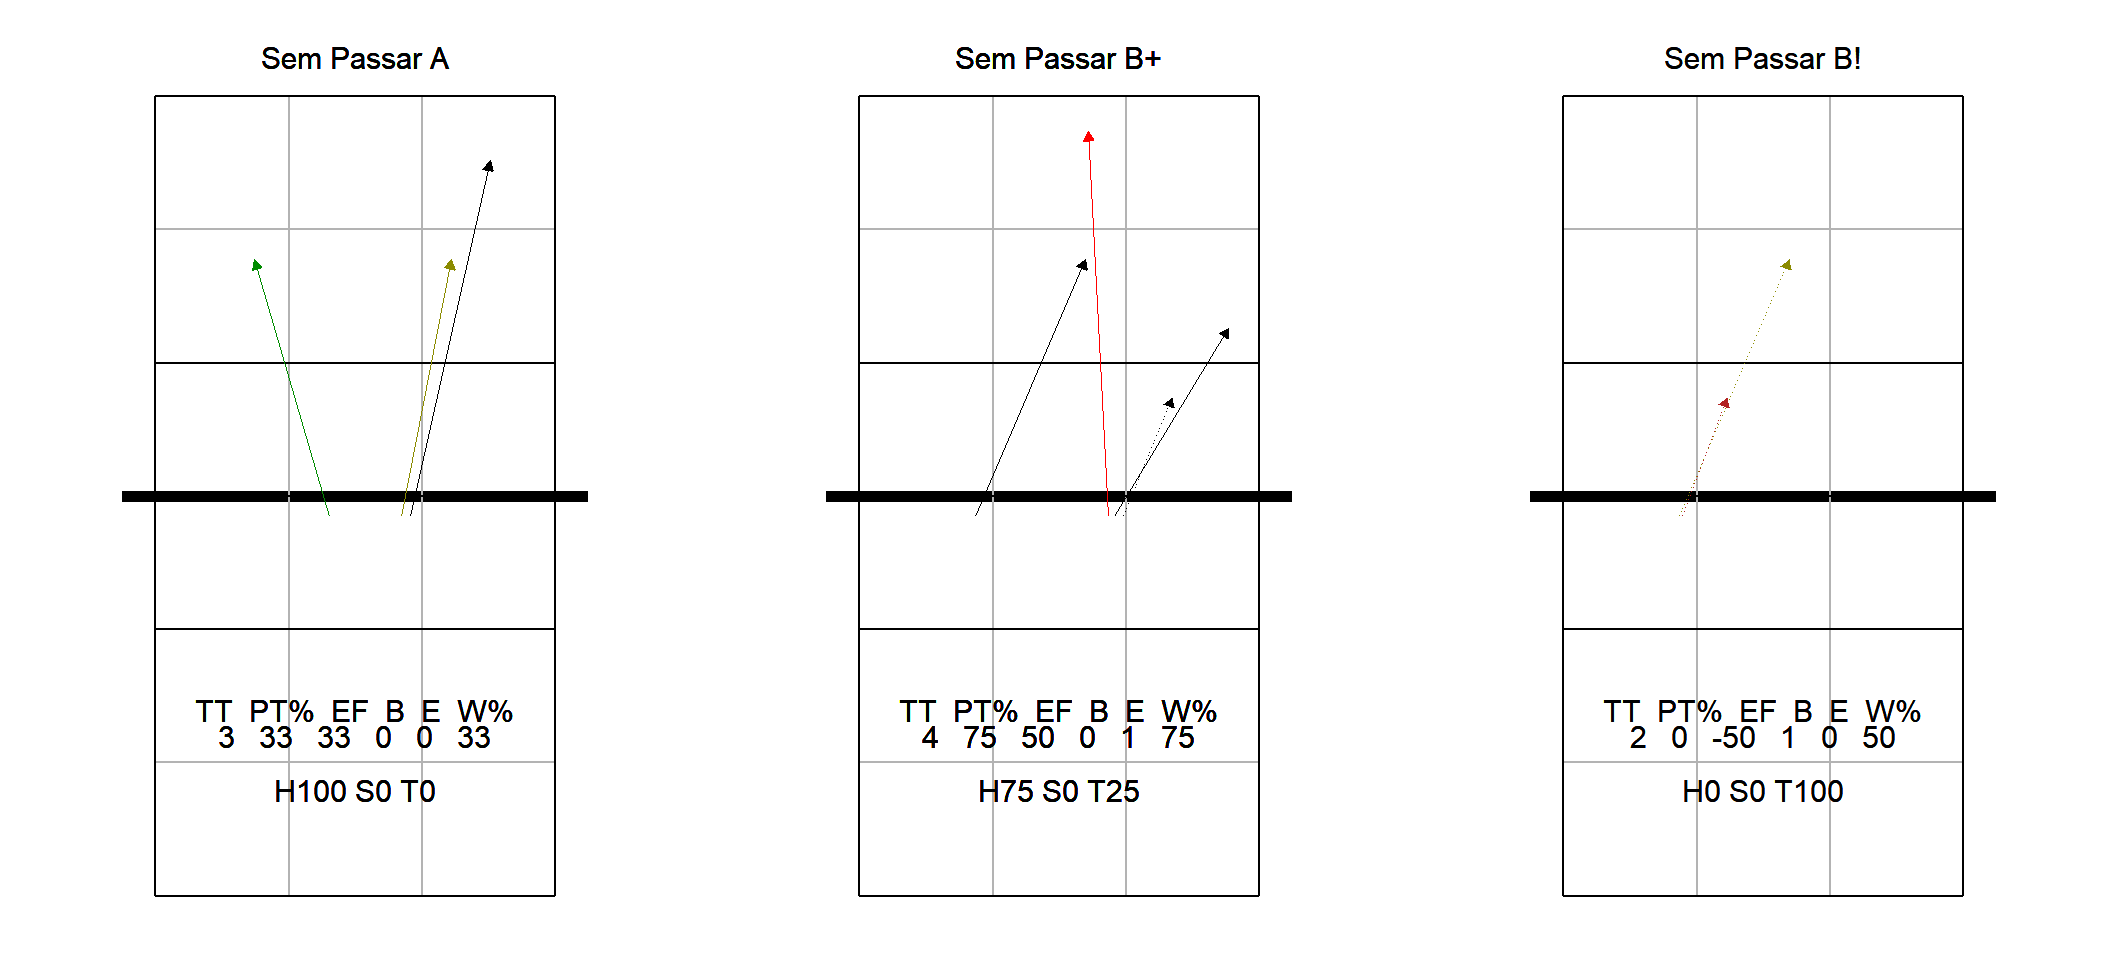 Sem Passar A
TT PT% EF B E W%
3 33 33 0 0 33
H100 S0 T0
Sem Passar B+
TT PT% EF B E W%
4 75 50 0 1 75
H75 S0 T25
Sem Passar B!
TT PT% EF B E W%
2 0 -50 1 0 50
H0 S0 T100